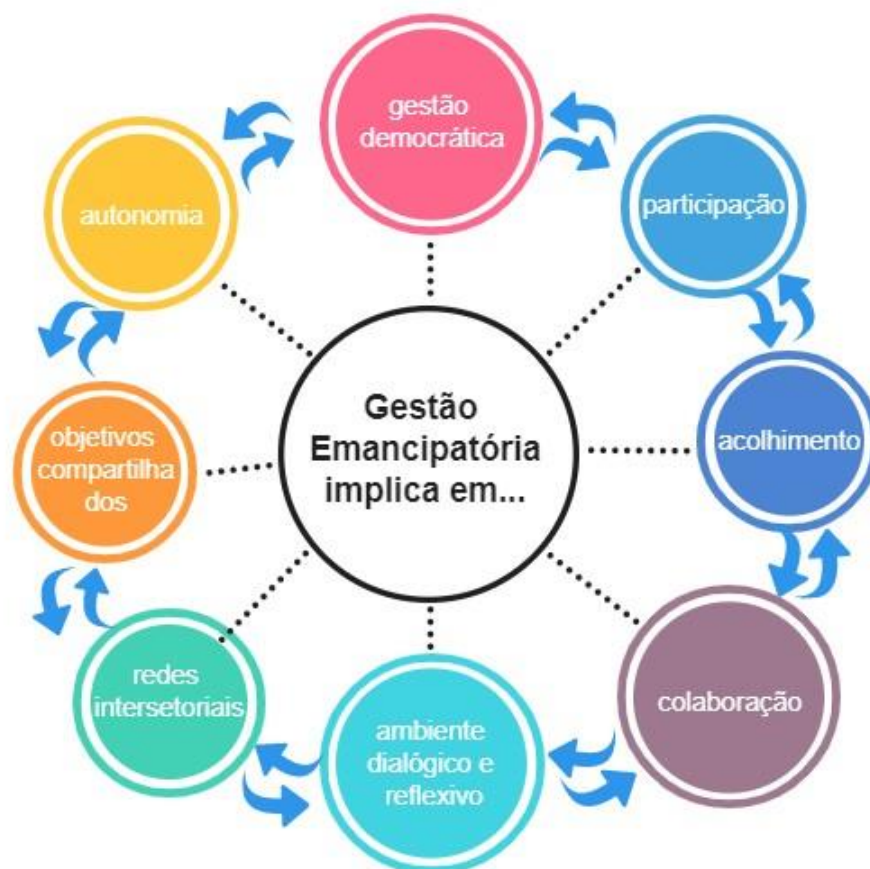 gestão
democrática
autonomia
participação
Gestão
Emancipatória
implica em...
objetivos
compartilha
dos
acolhimento
redes
intersetoriais
ambiente
dialógico e
reflexivo
colaboração